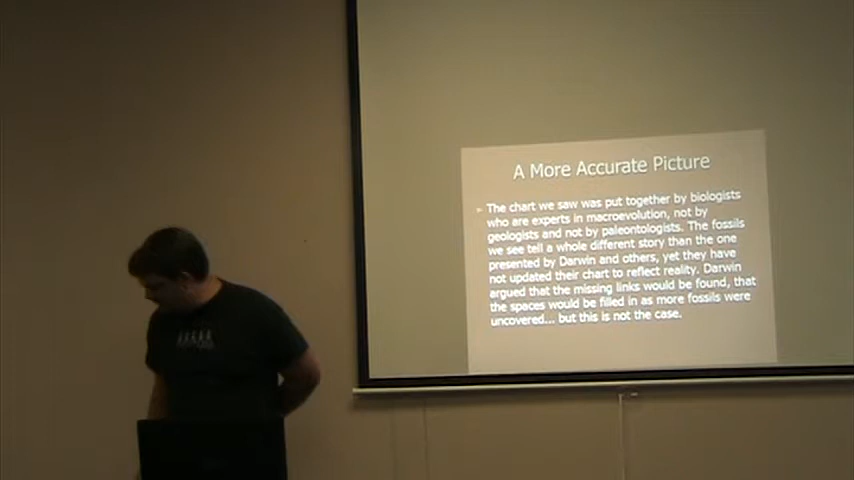 A More Accurate Picture
The chart we saw was put together by biologists
who are experts in macroevolution, not by
geologists and not by paleontologists. The fossils
we see tell a whole different story than the one
presented by Darwin and others, yet they have
not updated their chart to reflect reality. Darwin
argued that the missing links would be found, that
the spaces would be filled in as more fossils were
uncovered... but this is not the case.